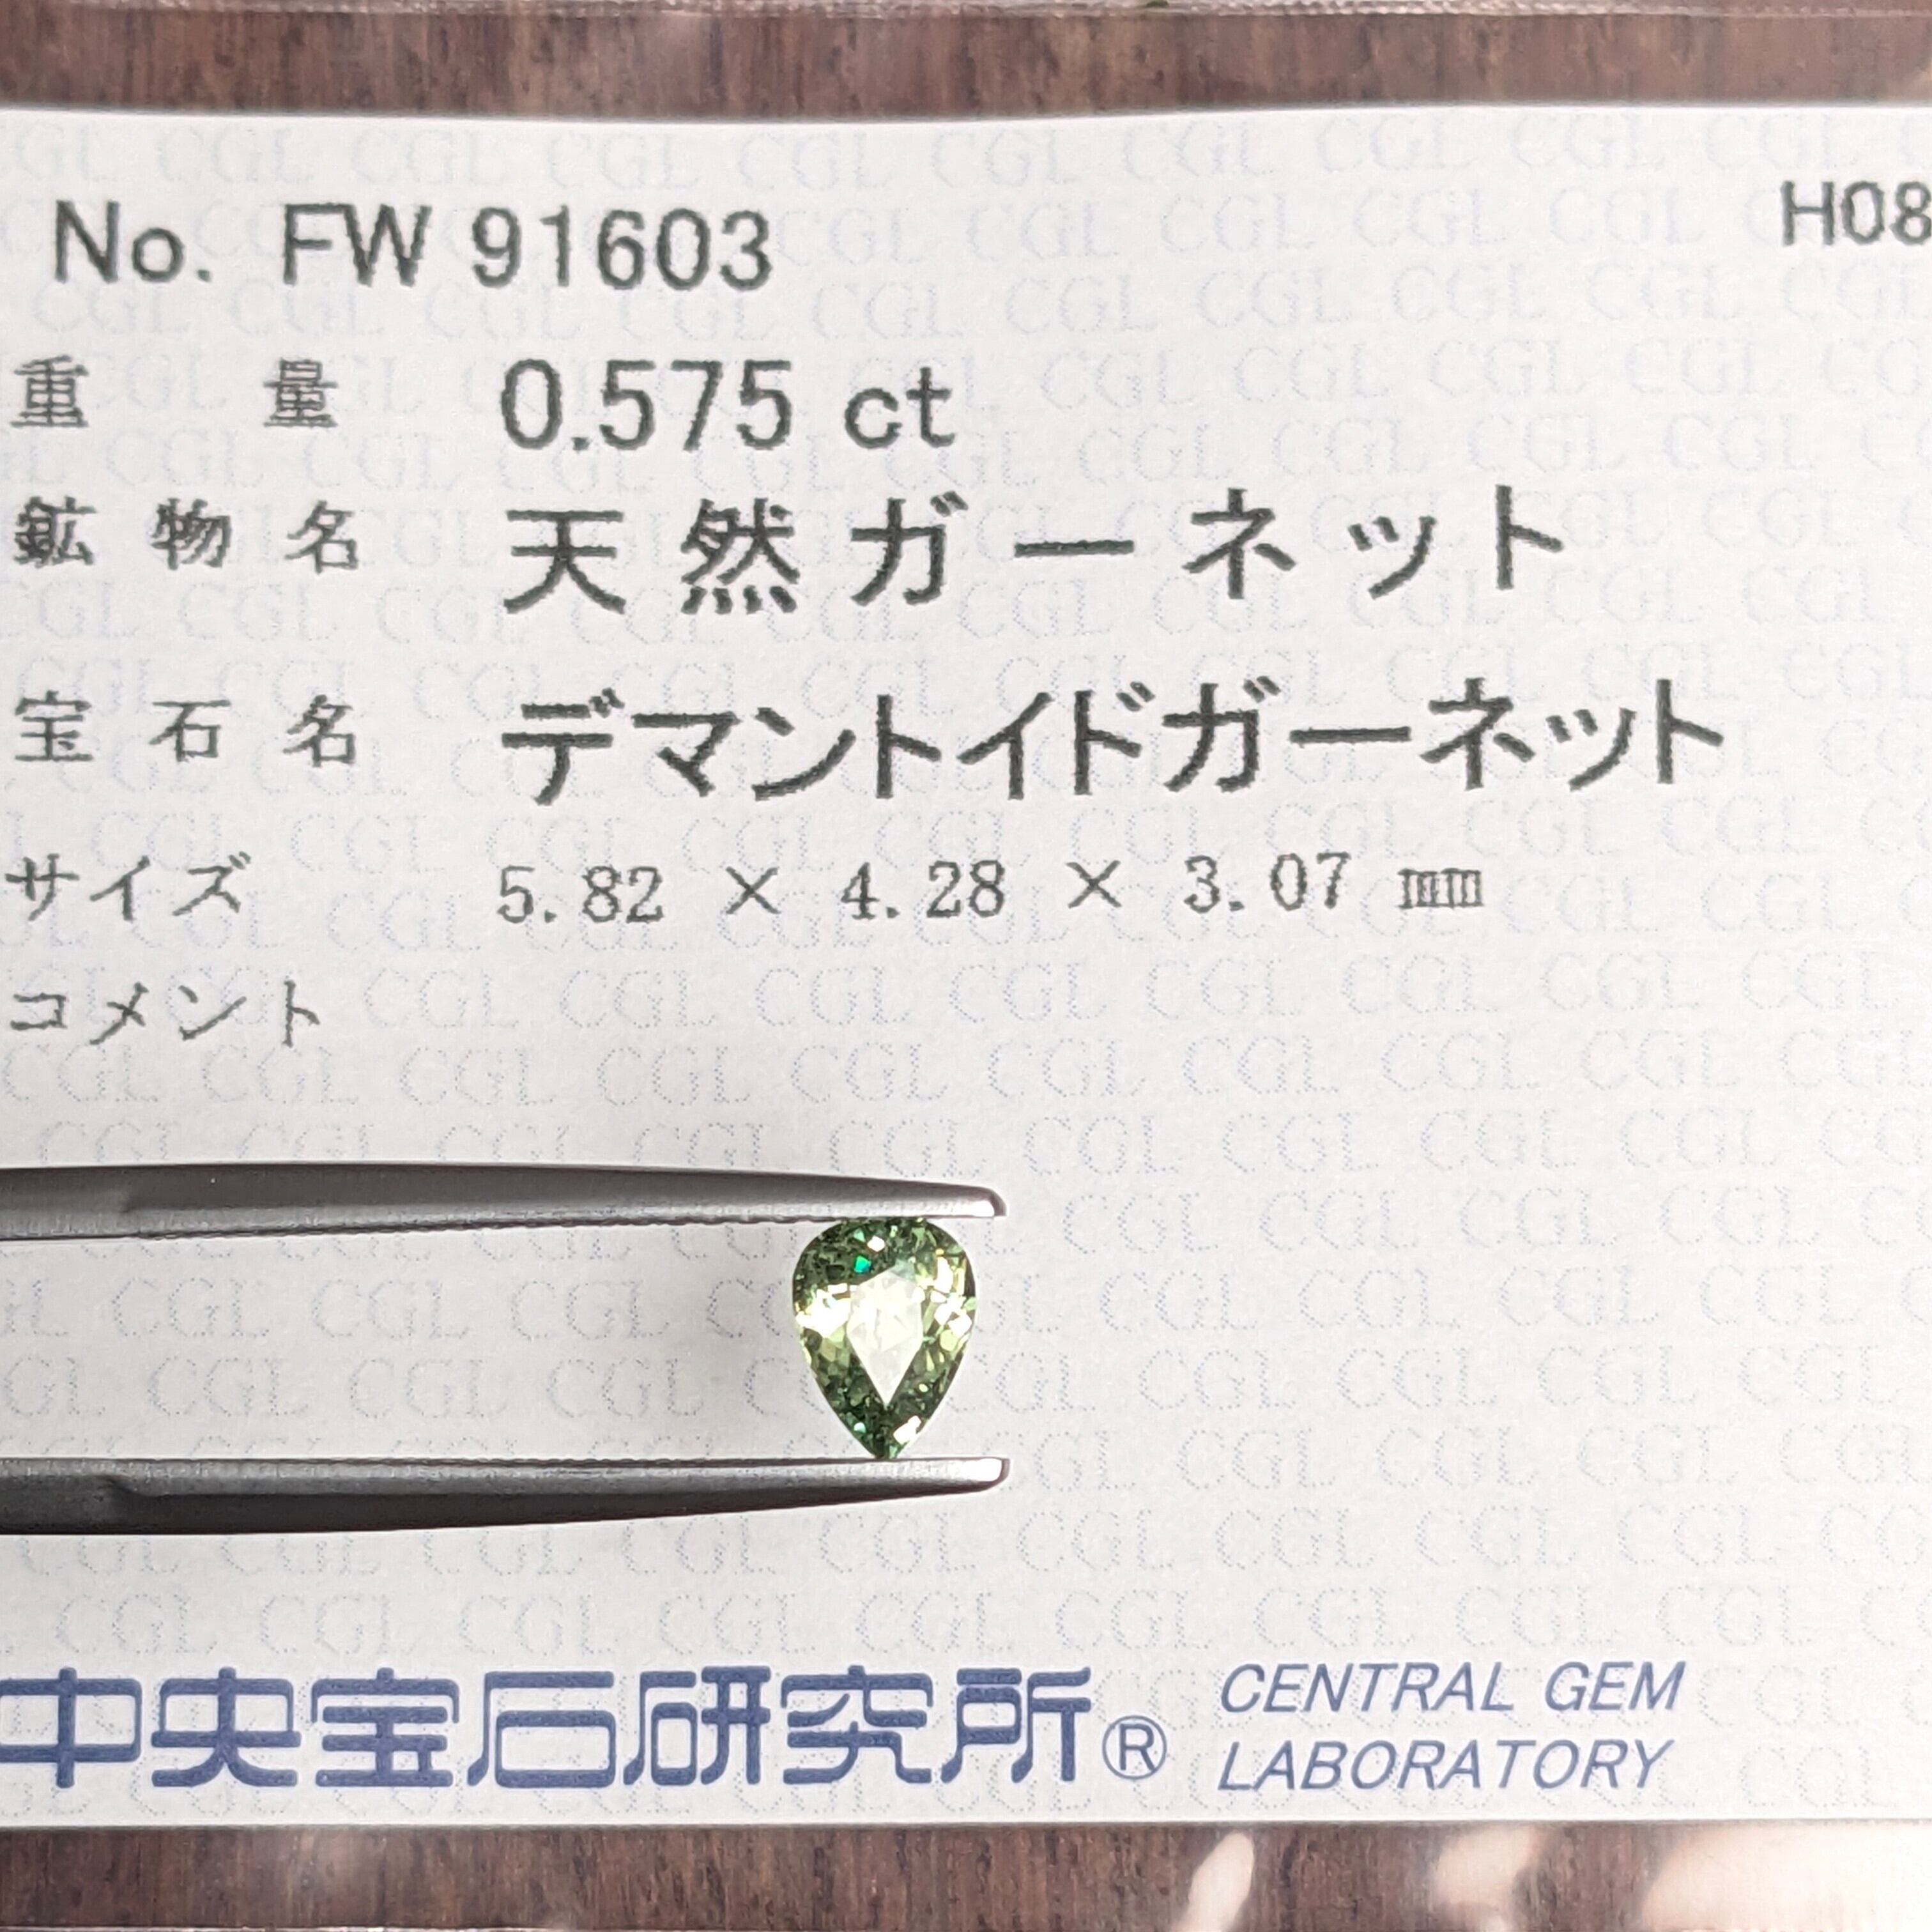 No. FW 91603
H08
重量 0.575 ct
鉱物名 天然ガーネット
宝石名 デマントイドガーネット
サイズ 5.82 × 4.28 × 3.07 mm
コメント
中央宝石研究所® CENTRAL GEM
LABORATORY